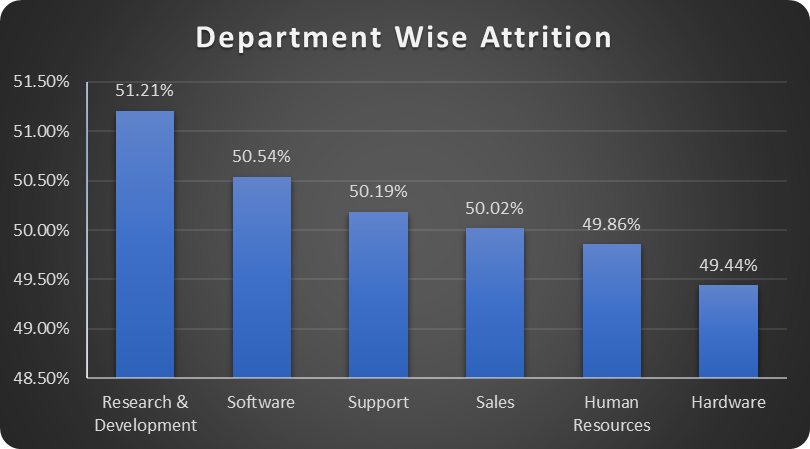 Department Wise Attrition
51.50%
51.00%
50.50%
50.00%
49.50%
49.00%
48.50%
51.21%
50.54%
50.19%
50.02%
49.86%
49.44%
Research &
Development
Software
Support
Sales
Human
Resources
Hardware